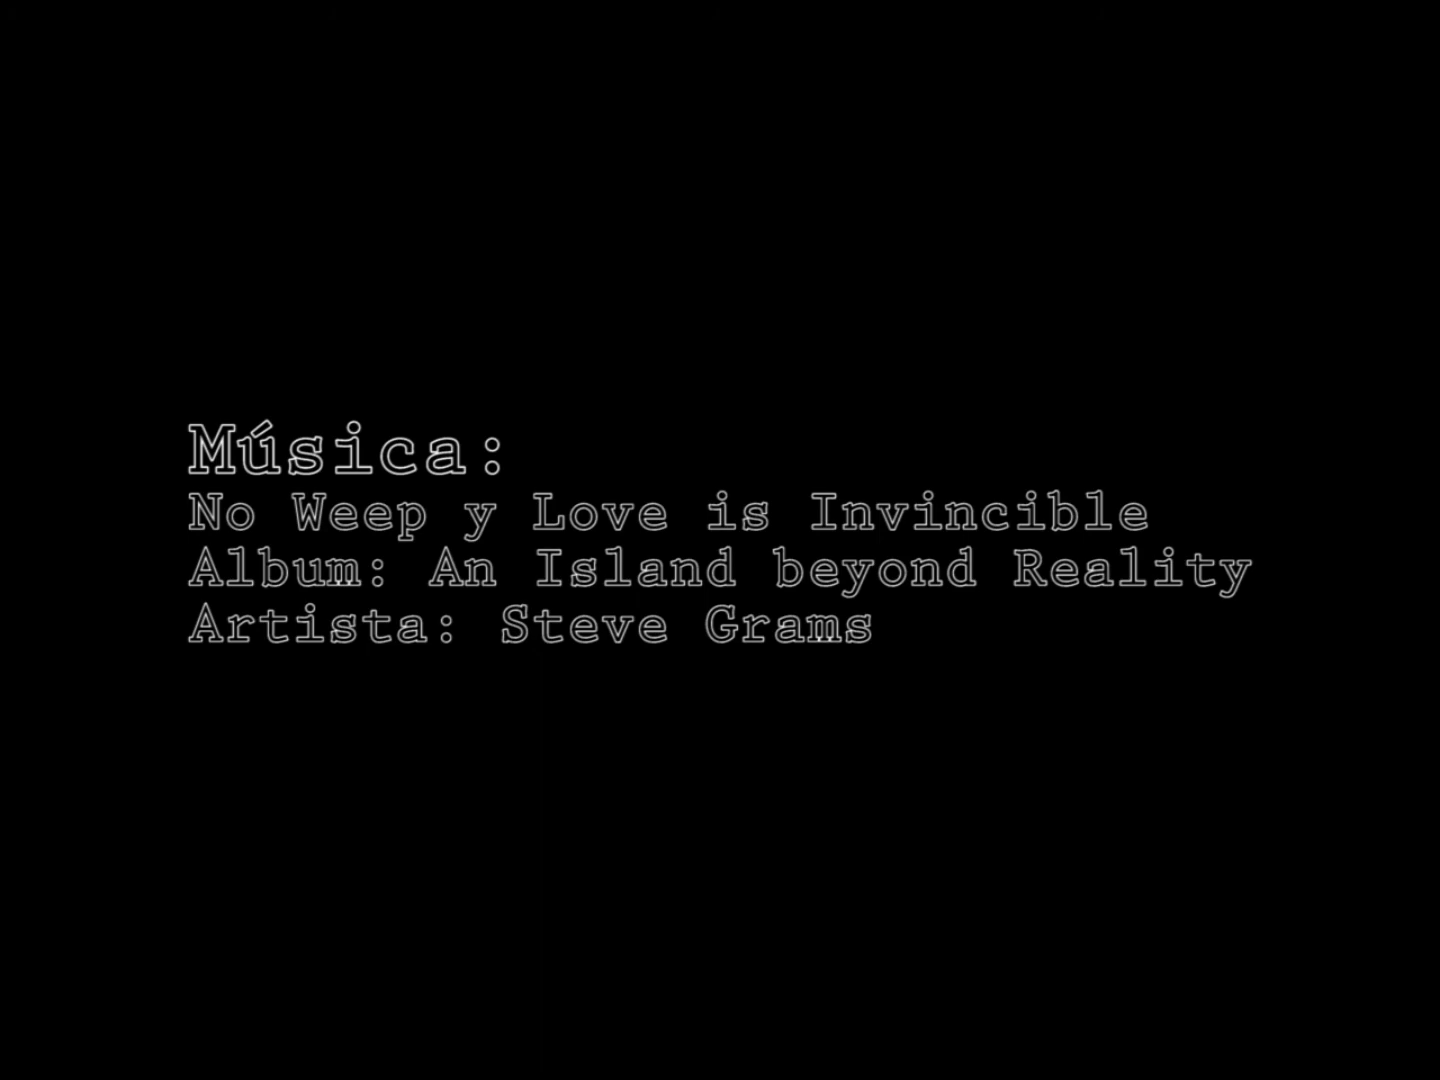 Música:
No Weep y Love is Invincible
Album: An Island beyond Reality
Artista: Steve Grams